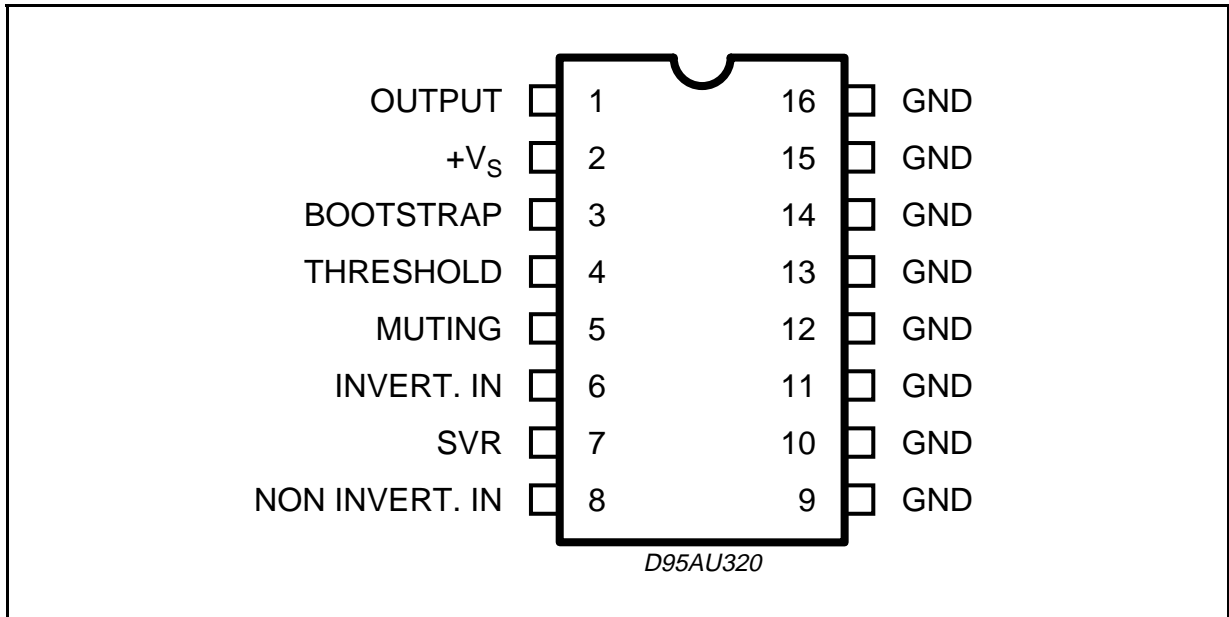 OUTPUT 1 16 GND
+VS 2 15 GND
BOOTSTRAP 3 14 GND
THRESHOLD 4 13 GND
MUTING 5 12 GND
INVERT. IN 6 11 GND
SVR 7 10 GND
NON INVERT. IN 8 9 GND
D95AU320